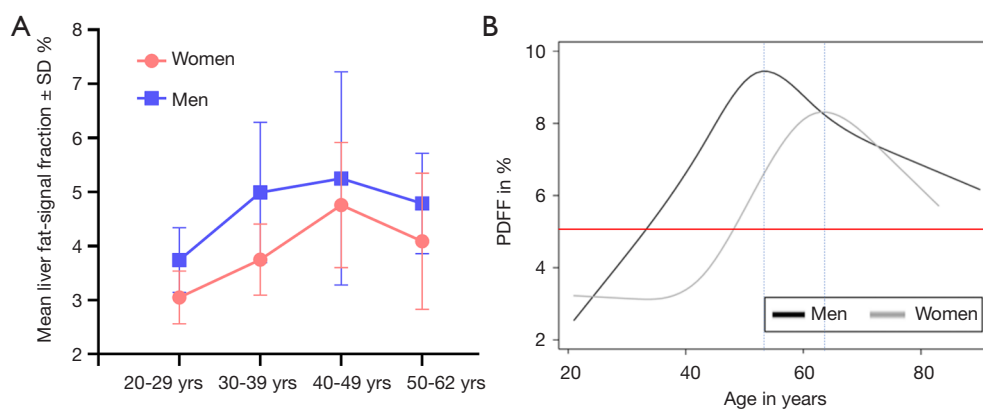 A
Mean liver fat-signal fraction ± SD %
8
7
6
5
4
3
2
Women
Men
20-29 yrs 30-39 yrs 40-49 yrs 50-62 yrs
B
PDFF in %
10
8
6
4
2
Men Women
20 40 60 80
Age in years